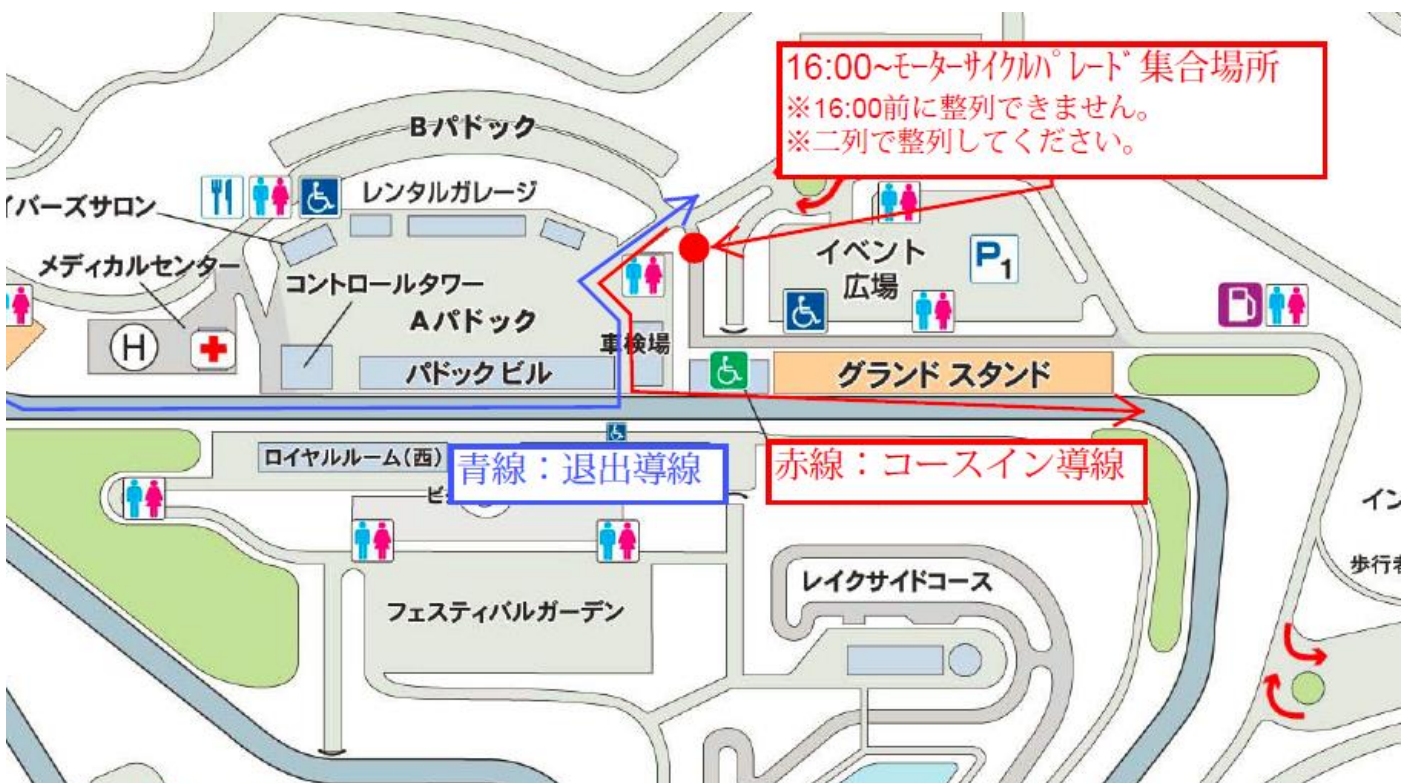 16:00~モーターサイクルパレード集合場所
※16:00前に整列できません。
※二列で整列してください。
Bパドック
レンタルガレージ
イバーズサロン
メディカルセンター
コントロールタワー
Aパドック
イベント
広場
P1
車検場
H
パドックビル
グランド スタンド
ロイヤルルーム(西)
青線：退出導線
赤線：コースイン導線
イン
歩行者
レイクサイドコース
フェスティバルガーデン